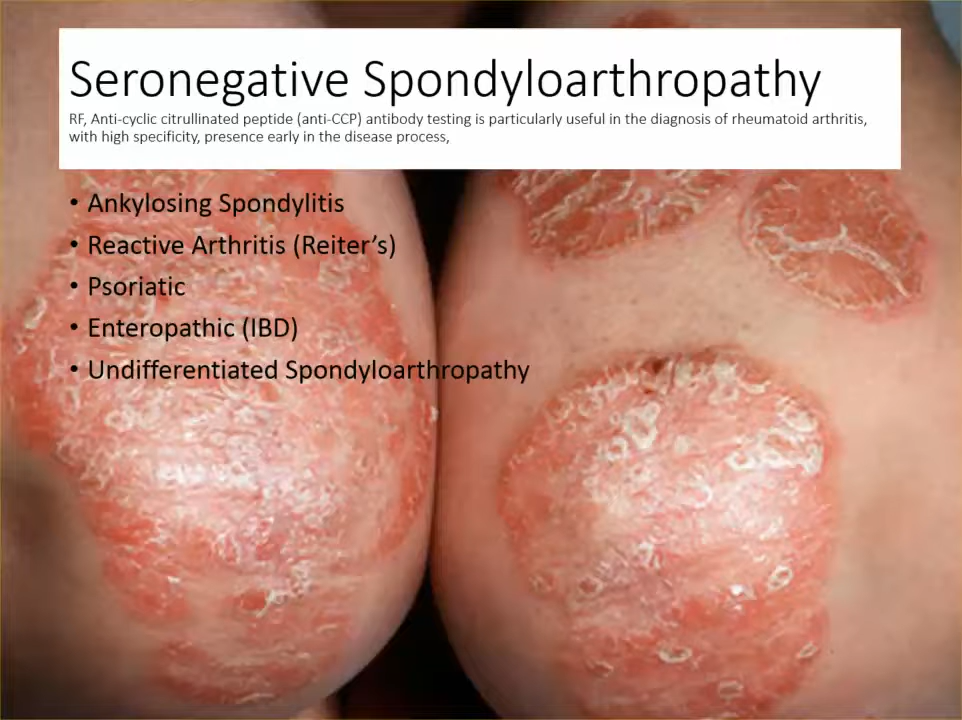 Seronegative Spondyloarthropathy
RF, Anti-cyclic citrullinated peptide (anti-CCP) antibody testing is particularly useful in the diagnosis of rheumatoid arthritis,
with high specificity, presence early in the disease process,
• Ankylosing Spondylitis
• Reactive Arthritis (Reiter’s)
• Psoriatic
• Enteropathic (IBD)
• Undifferentiated Spondyloarthropathy